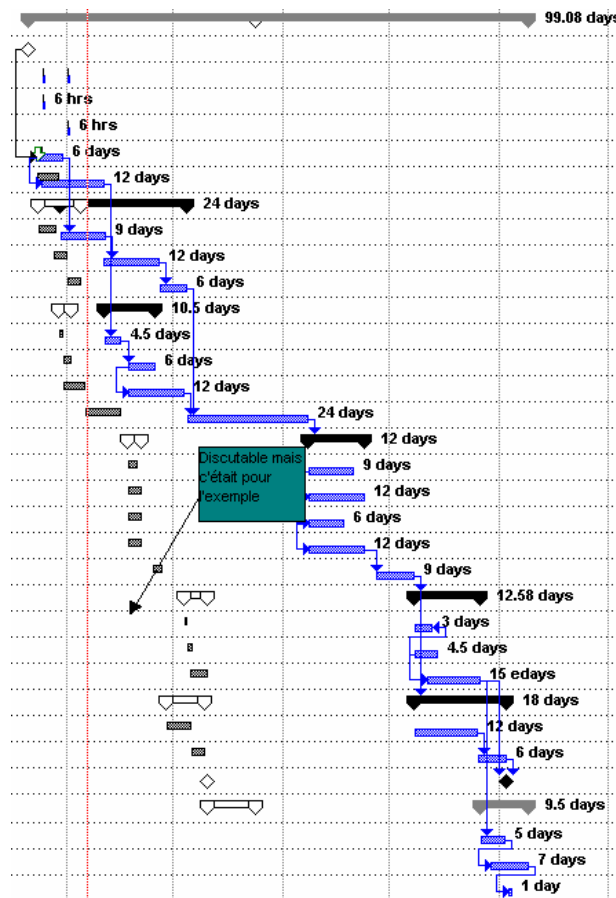 99.08 days
6 hrs
6 hrs
6 days
12 days
24 days
9 days
12 days
6 days
10.5 days
4.5 days
6 days
12 days
24 days
12 days
Discutable mais
c'était pour
l'exemple
9 days
12 days
6 days
12 days
9 days
12.58 days
3 days
4.5 days
15 edays
18 days
12 days
6 days
9.5 days
5 days
7 days
1 day